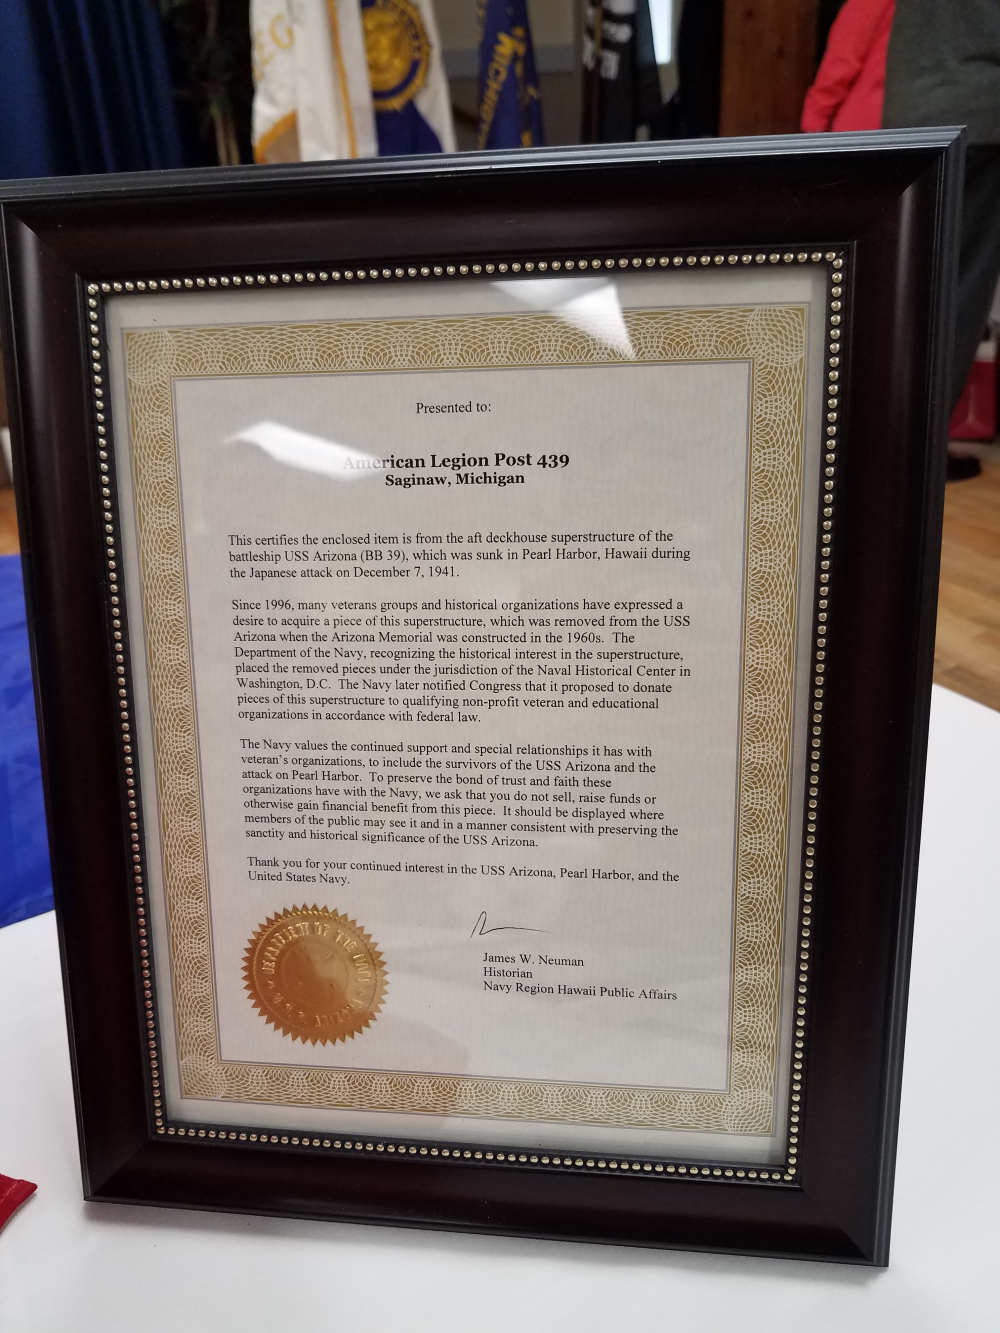 MICHIG
Presented to:
American Legion Post 439
Saginaw, Michigan
This certifies the enclosed item is from the aft deckhouse superstructure of the
battleship USS Arizona (BB 39), which was sunk in Pearl Harbor, Hawaii during
the Japanese attack on December 7, 1941.
Since 1996, many veterans groups and historical organizations have expressed a
desire to acquire a piece of this superstructure, which was removed from the USS
Arizona when the Arizona Memorial was constructed in the 1960s. The
Department of the Navy, recognizing the historical interest in the superstructure,
placed the removed pieces under the jurisdiction of the Naval Historical Center in
Washington, D.C. The Navy later notified Congress that it proposed to donate
pieces of this superstructure to qualifying non-profit veteran and educational
organizations in accordance with federal law.
The Navy values the continued support and special relationships it has with
veteran's organizations, to include the survivors of the USS Arizona and the
attack on Pearl Harbor. To preserve the bond of trust and faith these
organizations have with the Navy, we ask that you do not sell, raise funds or
otherwise gain financial benefit from this piece. It should be displayed where
members of the public may see it and in a manner consistent with preserving the
sanctity and historical significance of the USS Arizona.
Thank you for your continued interest in the USS Arizona, Pearl Harbor, and the
United States Navy.
DEPARTMENT OF THE NAVY
James W. Neuman
Historian
Navy Region Hawaii Public Affairs